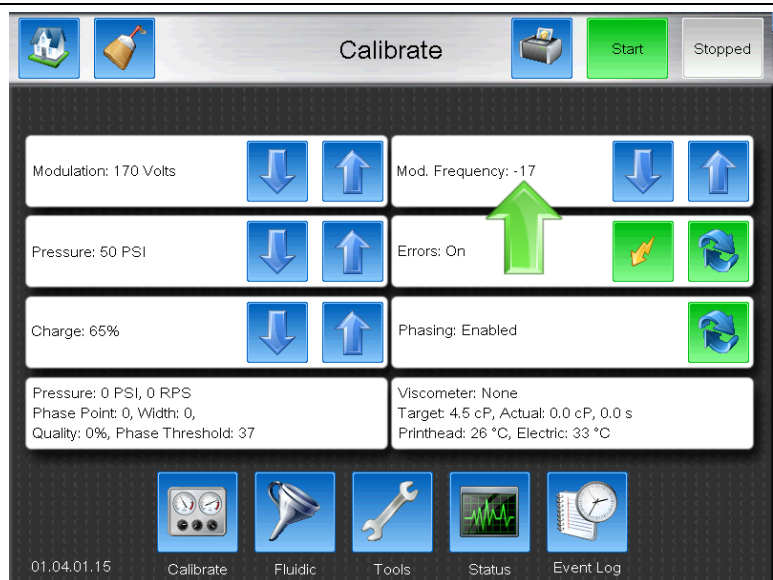 Calibrate
Start
Stopped
Modulation: 170 Volts
Mod. Frequency: -17
Pressure: 50 PSI
Errors: On
Charge: 65%
Phasing: Enabled
Pressure: 0 PSI, 0 RPS
Phase Point: 0, Width: 0,
Quality: 0%, Phase Threshold: 37
Viscometer: None
Target: 4.5 cP, Actual: 0.0 cP, 0.0 s
Printhead: 26 °C, Electric: 33 °C
01.04.01.15
Calibrate
Fluidic
Tools
Status
Event Log